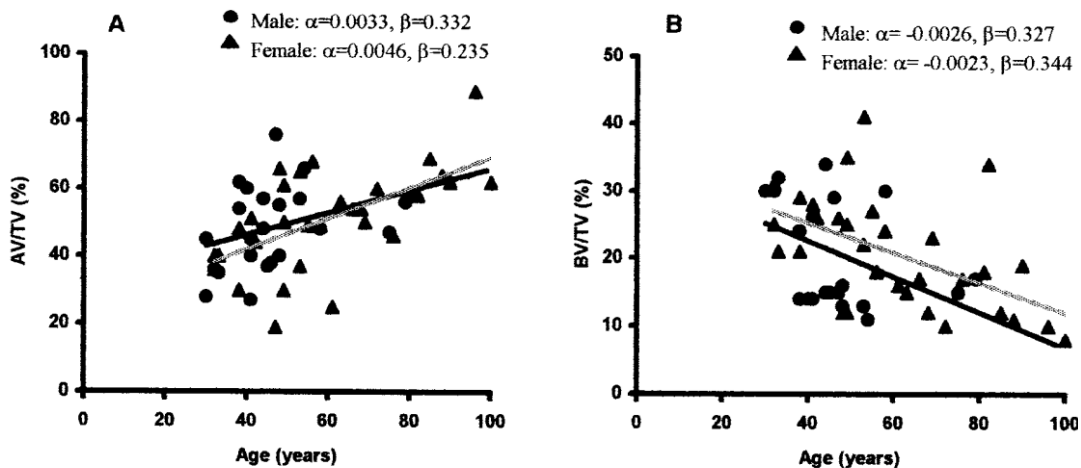 A
Male: α=0.0033, β=0.332
Female: α=0.0046, β=0.235
100
80
60
40
20
0
AV/TV (%)
0 20 40 60 80 100
Age (years)
B
Male: α= -0.0026, β=0.327
Female: α= -0.0023, β=0.344
50
40
30
20
10
0
BV/TV (%)
0 20 40 60 80 100
Age (years)